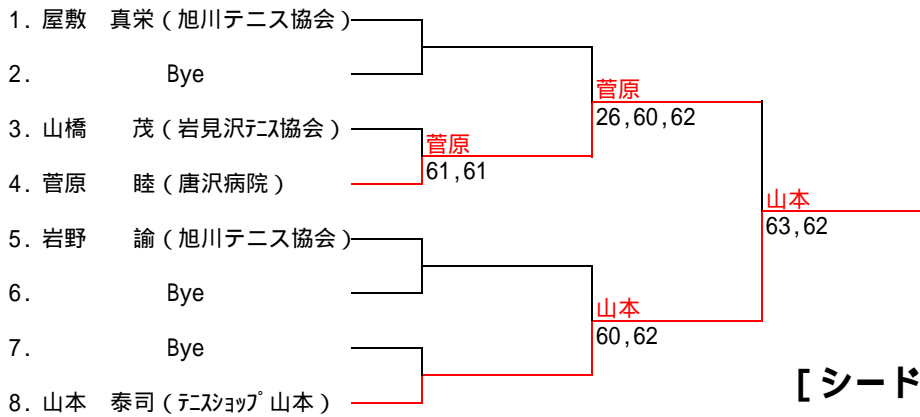 1. 屋敷　真栄(旭川テニス協会)
2. Bye
3. 山橋　茂(岩見沢ﾃﾆｽ協会)
4. 菅原　睦(唐沢病院)
5. 岩野　諭(旭川テニス協会)
6. Bye
7. Bye
8. 山本　泰司(ﾃﾆｽｼｮｯﾌﾟ山本)
菅原
61,61
菅原
26,60,62
山本
60,62
山本
63,62
[シード